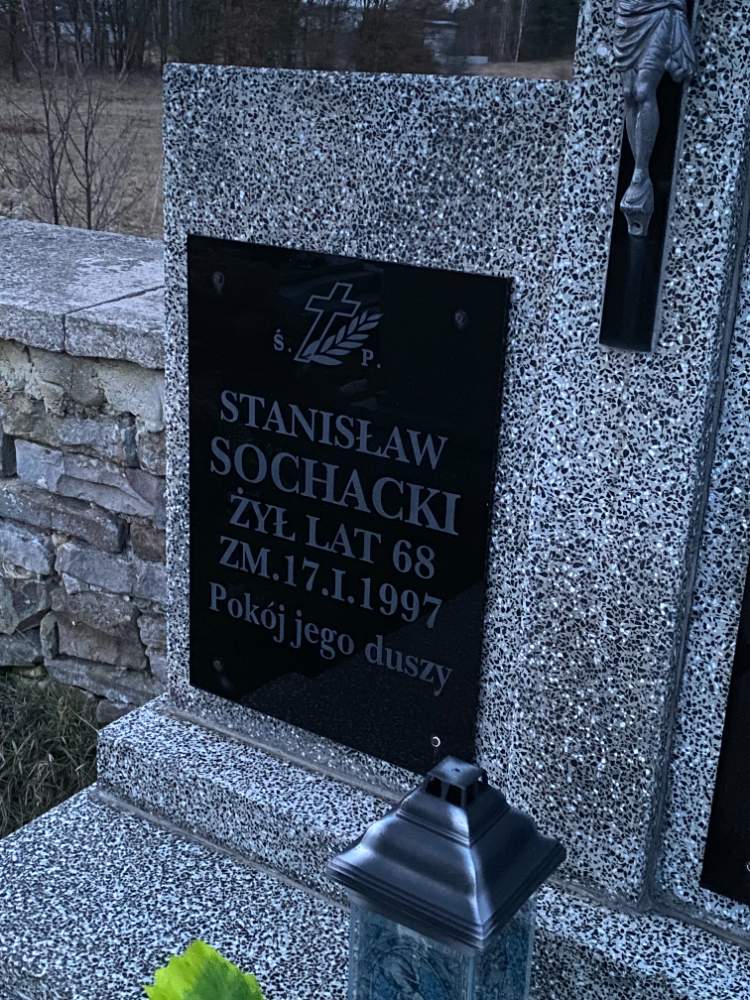 Ś. P.
STANISŁAW
SOCHACKI
ŻYŁ LAT 68
ZM.17.I.1997
Pokój jego duszy